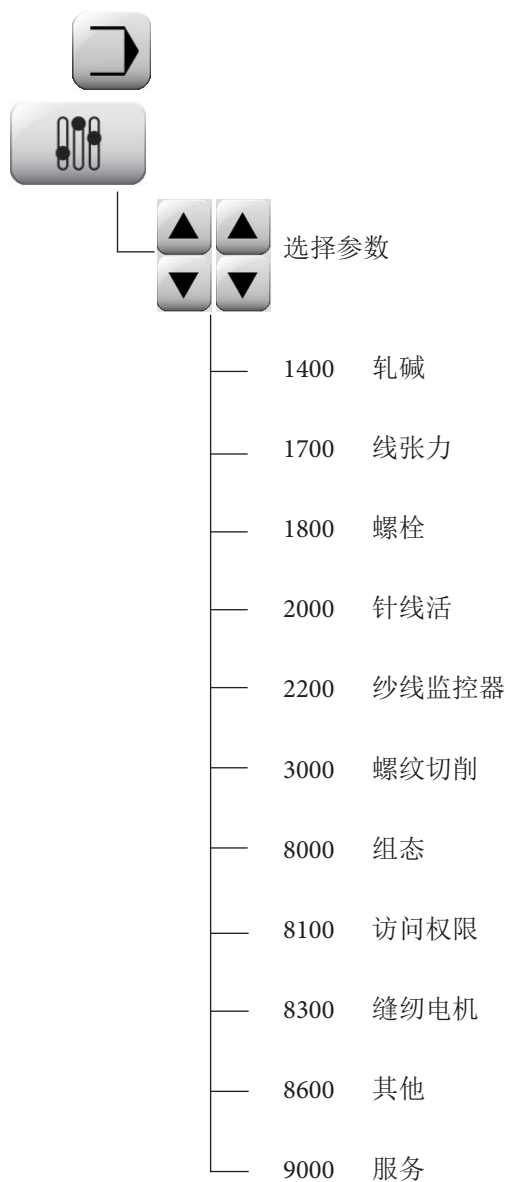 选择参数
1400 轧碱
1700 线张力
1800 螺栓
2000 针线活
2200 纱线监控器
3000 螺纹切削
8000 组态
8100 访问权限
8300 缝纫电机
8600 其他
9000 服务